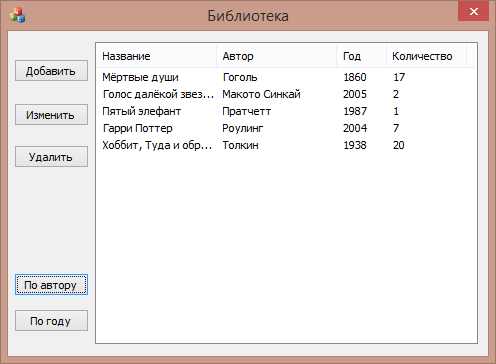 Библиотека
Добавить
Изменить
Удалить
По автору
По году
Название Автор Год Количество
Мёртвые души Гоголь 1860 17
Голос далёкой звез... Макото Синкай 2005 2
Пятый элефант Пратчетт 1987 1
Гарри Поттер Роулинг 2004 7
Хоббит, Туда и обр... Толкин 1938 20